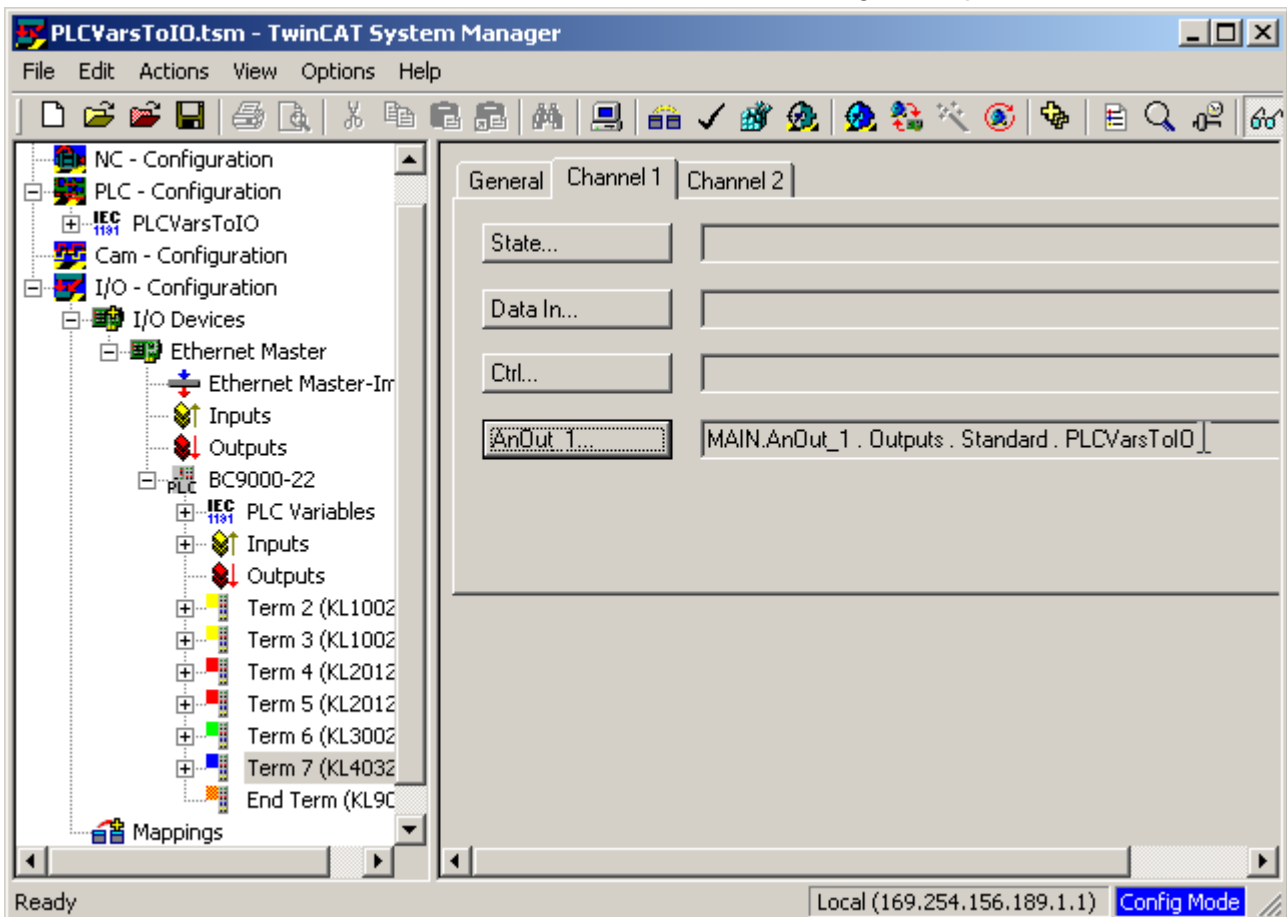 PLCVarsToIO.tsm - TwinCAT System Manager
File Edit Actions View Options Help
NC - Configuration
PLC - Configuration
IEC 1131 PLCVarsToIO
Cam - Configuration
I/O - Configuration
I/O Devices
Ethernet Master
Ethernet Master-Im
Inputs
Outputs
PLC BC9000-22
IEC 1131 PLC Variables
Inputs
Outputs
Term 2 (KL1002
Term 3 (KL1002
Term 4 (KL2012
Term 5 (KL2012
Term 6 (KL3002
Term 7 (KL4032
End Term (KL90
Mappings
General Channel 1 Channel 2
State...
Data In...
Ctrl...
AnOut_1... MAIN.AnOut_1 . Outputs . Standard . PLCVarsToIO
Ready Local (169.254.156.189.1.1) Config Mode